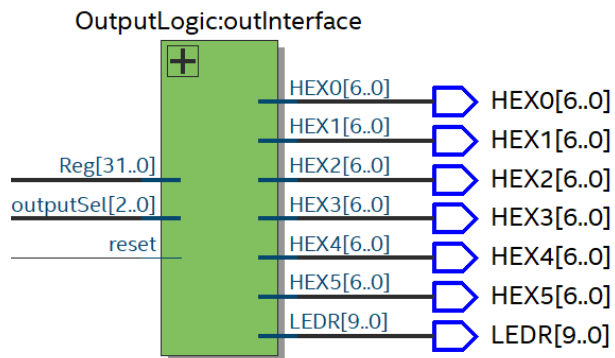 OutputLogic:outInterface
HEX0[6..0] HEX0[6..0]
HEX1[6..0] HEX1[6..0]
Reg[31..0] HEX2[6..0] HEX2[6..0]
outputSel[2..0] HEX3[6..0] HEX3[6..0]
reset HEX4[6..0] HEX4[6..0]
HEX5[6..0] HEX5[6..0]
LEDR[9..0] LEDR[9..0]